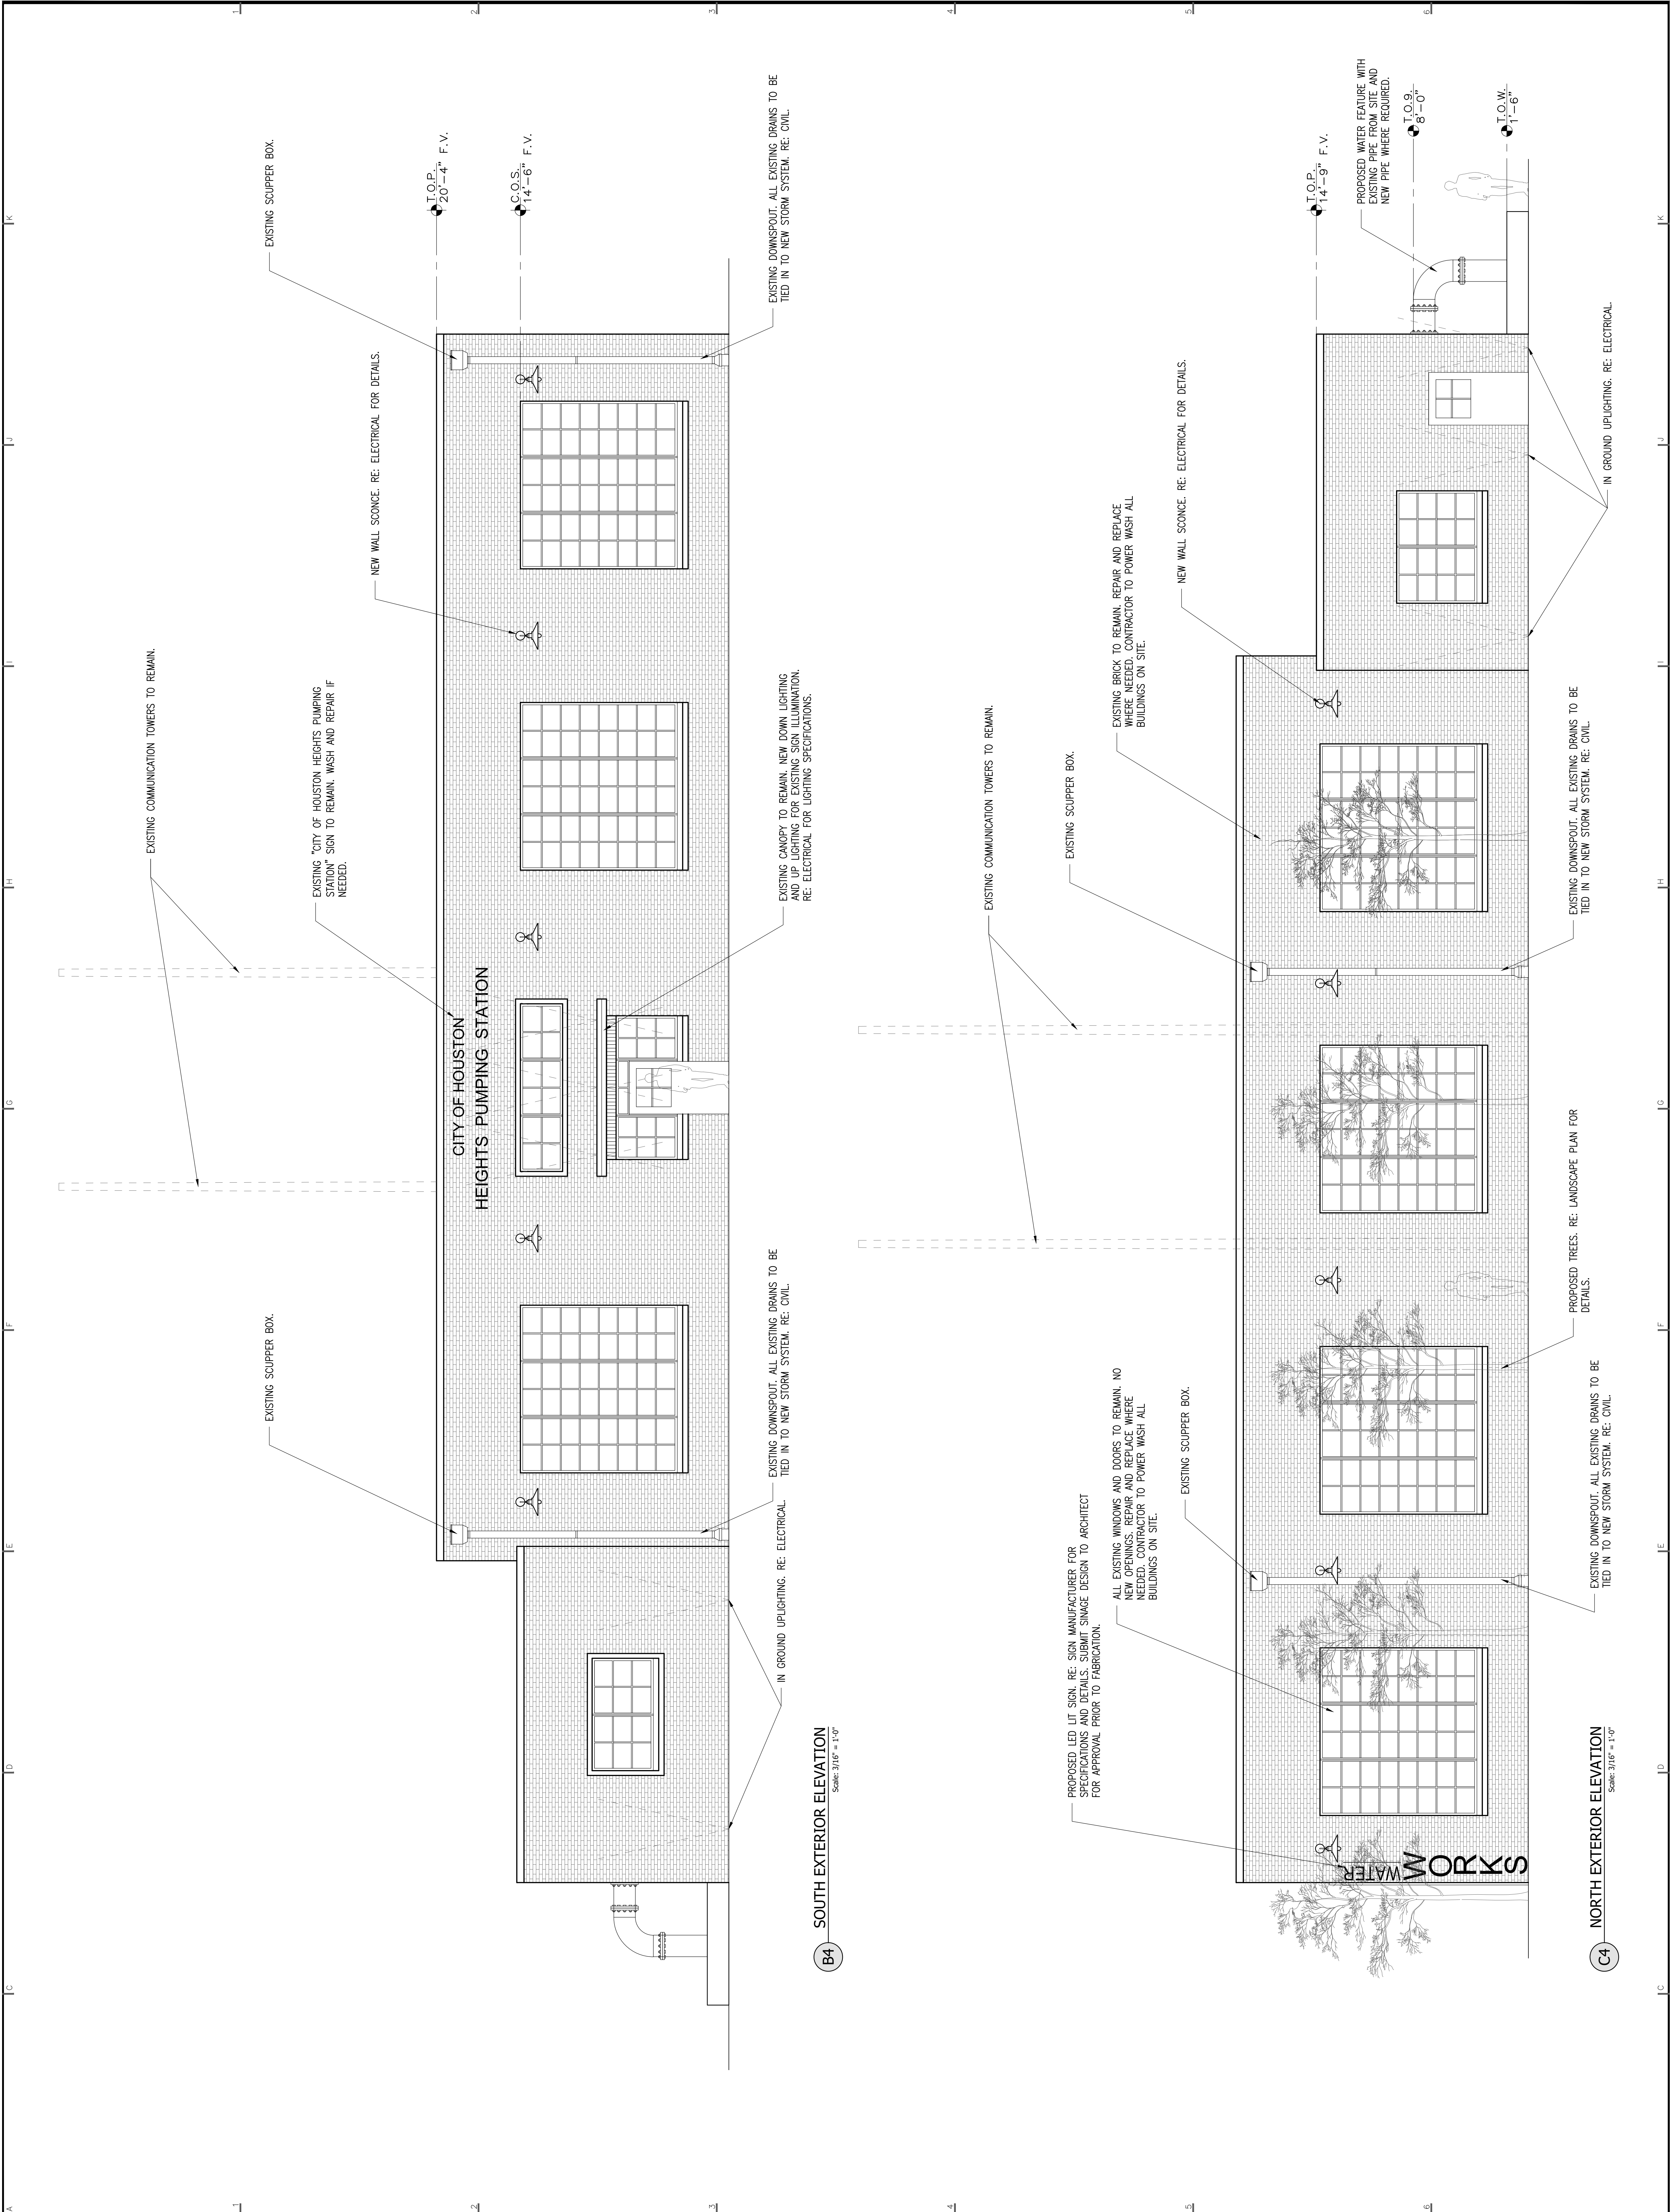 EXISTING COMMUNICATION TOWERS TO REMAIN.
EXISTING SCUPPER BOX.
EXISTING "CITY OF HOUSTON HEIGHTS PUMPING
STATION" SIGN TO REMAIN. WASH AND REPAIR IF
NEEDED.
NEW WALL SCONCE. RE: ELECTRICAL FOR DETAILS.
EXISTING SCUPPER BOX.
T.O.P.
20'-4" F.V.
C.O.S.
14'-6" F.V.
CITY OF HOUSTON
HEIGHTS PUMPING STATION
IN GROUND UPLIGHTING. RE: ELECTRICAL.
EXISTING DOWNSPOUT. ALL EXISTING DRAINS TO BE
TIED IN TO NEW STORM SYSTEM. RE: CIVIL.
EXISTING CANOPY TO REMAIN. NEW DOWN LIGHTING
AND UP LIGHTING FOR EXISTING SIGN ILLUMINATION.
RE: ELECTRICAL FOR LIGHTING SPECIFICATIONS.
EXISTING DOWNSPOUT. ALL EXISTING DRAINS TO BE
TIED IN TO NEW STORM SYSTEM. RE: CIVIL.
B4
SOUTH EXTERIOR ELEVATION
Scale: 3/16" = 1'-0"
PROPOSED LED LIT SIGN. RE: SIGN MANUFACTURER FOR
SPECIFICATIONS AND DETAILS. SUBMIT SINAGE DESIGN TO ARCHITECT
FOR APPROVAL PRIOR TO FABRICATION.
ALL EXISTING WINDOWS AND DOORS TO REMAIN. NO
NEW OPENINGS. REPAIR AND REPLACE WHERE
NEEDED. CONTRACTOR TO POWER WASH ALL
BUILDINGS ON SITE.
EXISTING SCUPPER BOX.
EXISTING COMMUNICATION TOWERS TO REMAIN.
EXISTING SCUPPER BOX.
EXISTING BRICK TO REMAIN. REPAIR AND REPLACE
WHERE NEEDED. CONTRACTOR TO POWER WASH ALL
BUILDINGS ON SITE.
NEW WALL SCONCE. RE: ELECTRICAL FOR DETAILS.
T.O.P.
14'-9" F.V.
PROPOSED WATER FEATURE WITH
EXISTING PIPE FROM SITE AND
NEW PIPE WHERE REQUIRED.
T.O.9.
8'-0"
T.O.W.
1'-6"
WATER
WORKS
EXISTING DOWNSPOUT. ALL EXISTING DRAINS TO BE
TIED IN TO NEW STORM SYSTEM. RE: CIVIL.
PROPOSED TREES. RE: LANDSCAPE PLAN FOR
DETAILS.
EXISTING DOWNSPOUT. ALL EXISTING DRAINS TO BE
TIED IN TO NEW STORM SYSTEM. RE: CIVIL.
IN GROUND UPLIGHTING. RE: ELECTRICAL.
C4
NORTH EXTERIOR ELEVATION
Scale: 3/16" = 1'-0"
A
C
D
E
F
G
H
I
J
K
1
2
3
4
5
6
1
2
3
4
5
6
C
D
E
F
G
H
I
J
K